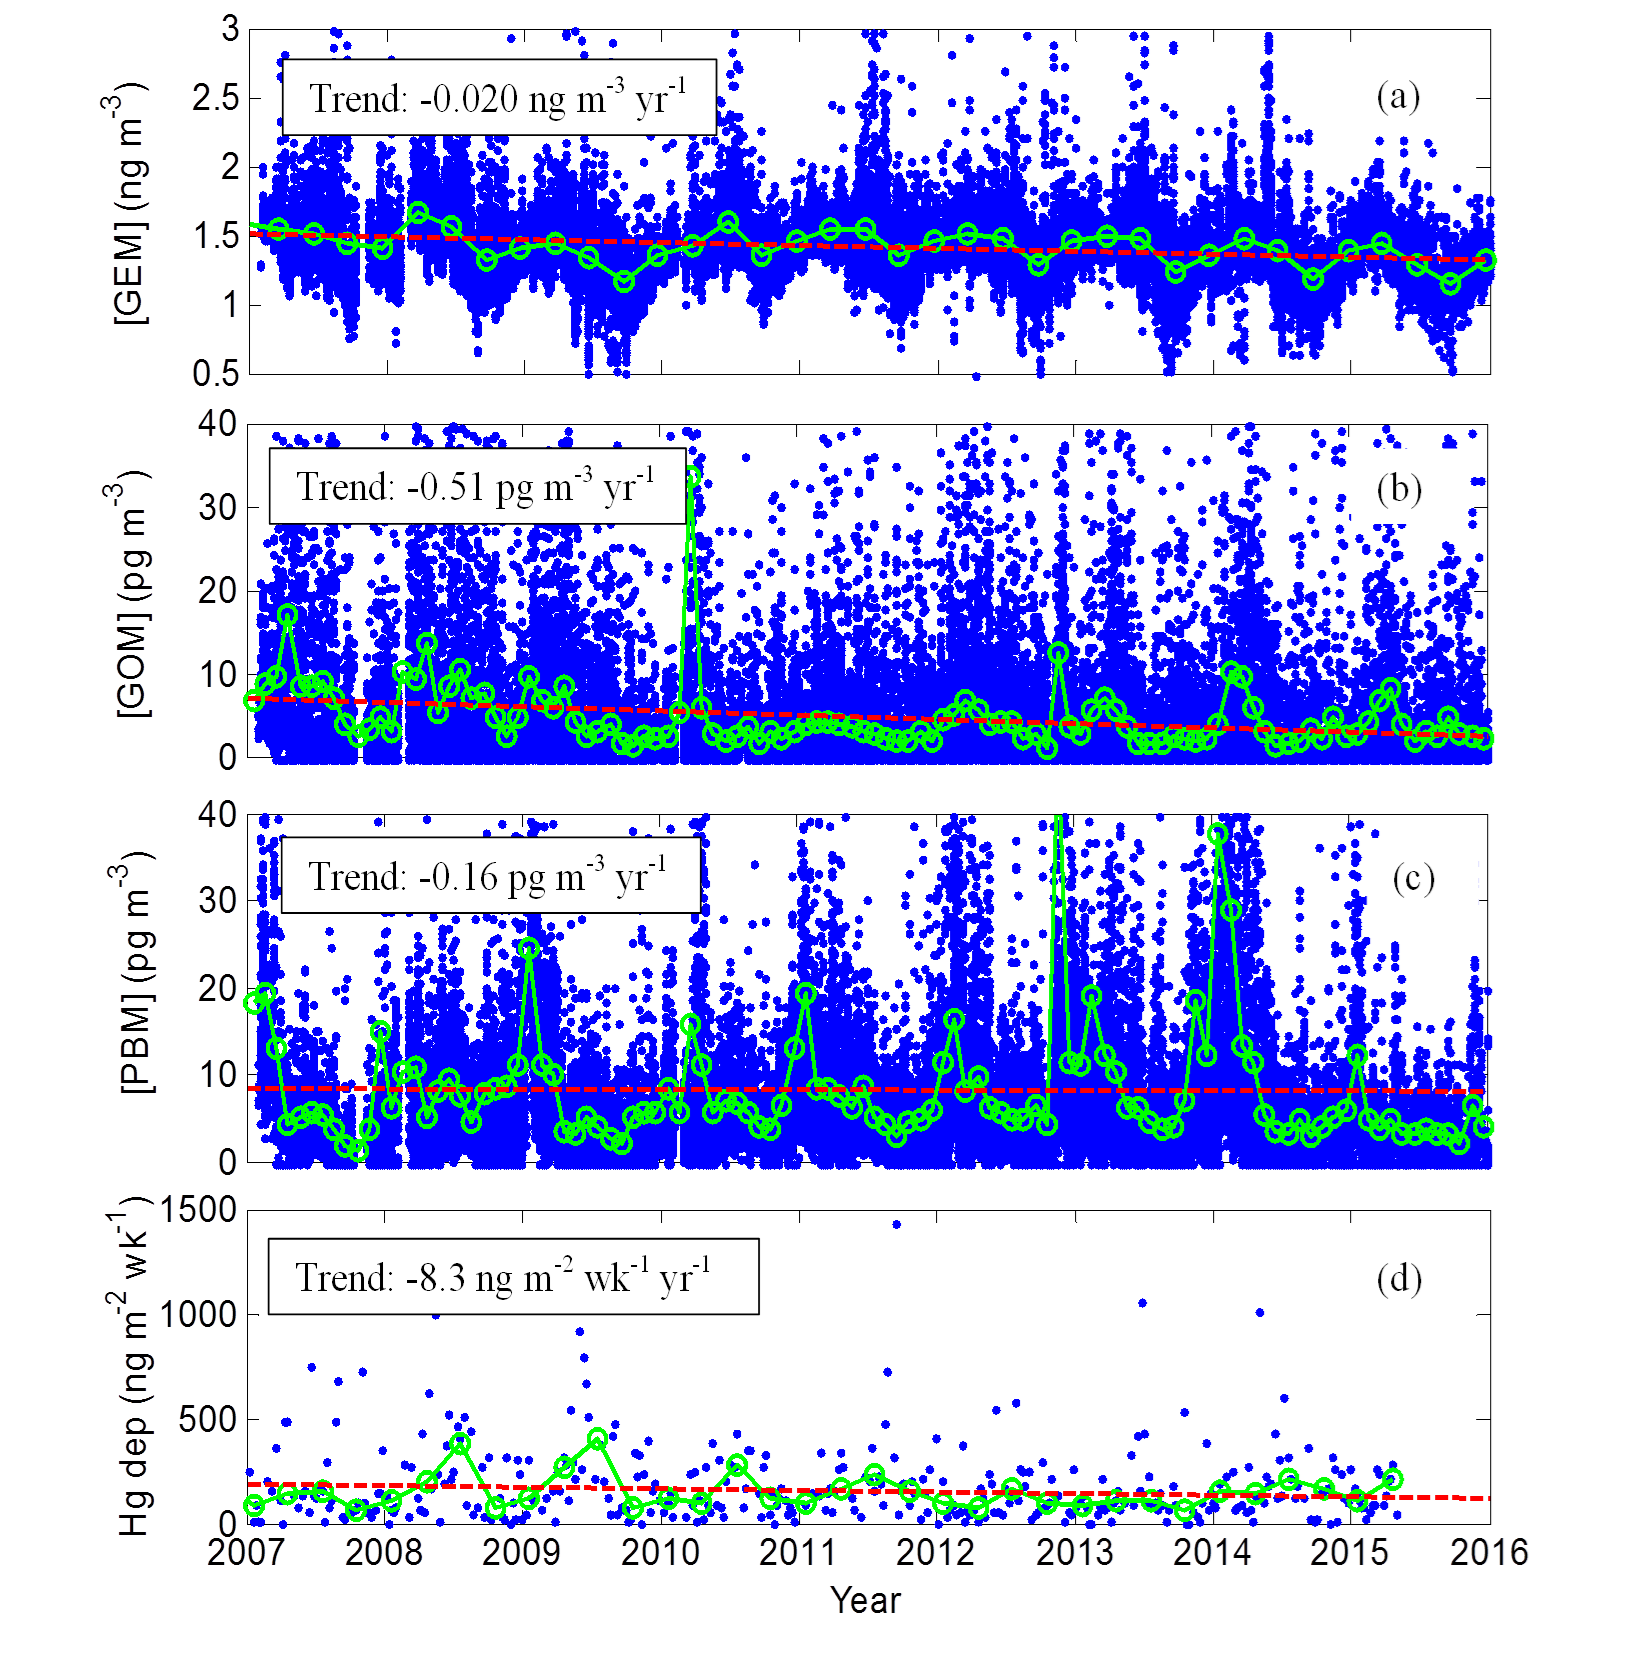 3
2.5
2
1.5
1
0.5
[GEM] (ng m-3)
Trend: -0.020 ng m-3 yr-1
(a)
40
30
20
10
0
[GOM] (pg m-3)
Trend: -0.51 pg m-3 yr-1
(b)
40
30
20
10
0
[PBM] (pg m-3)
Trend: -0.16 pg m-3 yr-1
(c)
1500
1000
500
0
Hg dep (ng m-2 wk-1)
Trend: -8.3 ng m-2 wk-1 yr-1
(d)
2007 2008 2009 2010 2011 2012 2013 2014 2015 2016
Year